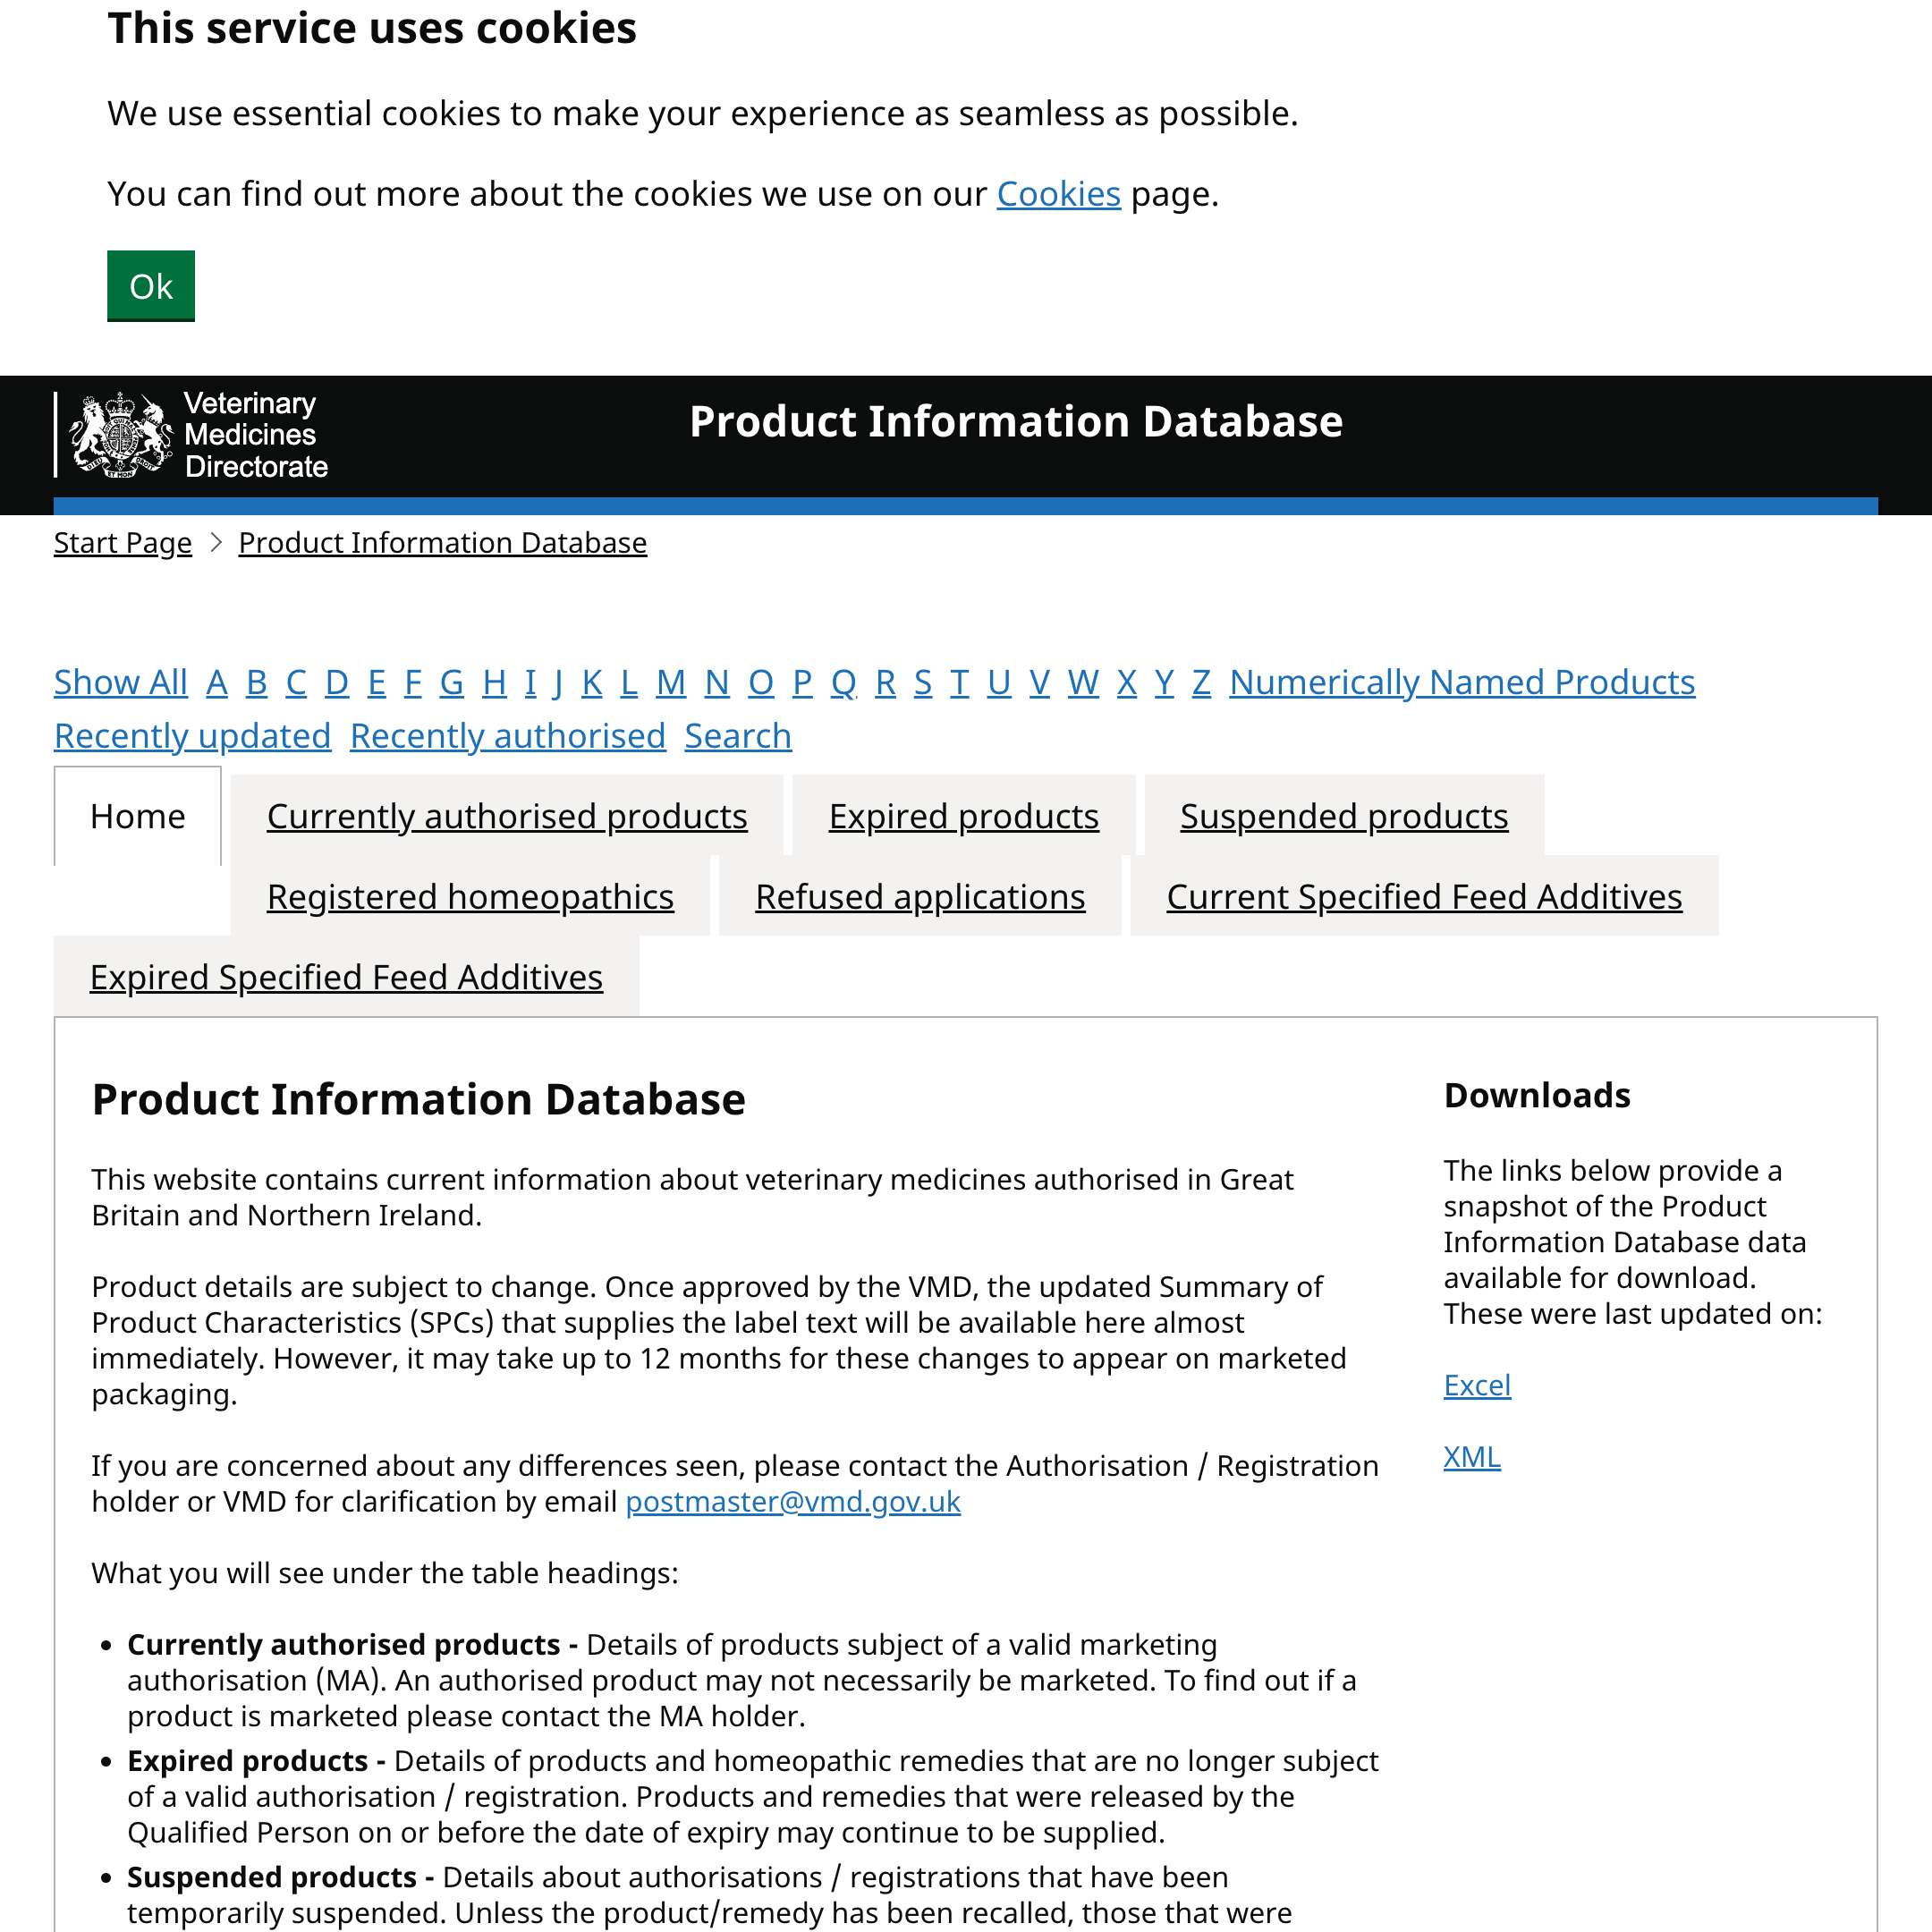 This service uses cookies
We use essential cookies to make your experience as seamless as possible.
You can find out more about the cookies we use on our Cookies page.
Ok
Veterinary
Medicines
Directorate
Product Information Database
Start Page > Product Information Database
Show All A B C D E F G H I J K L M N O P Q R S T U V W X Y Z Numerically Named Products
Recently updated Recently authorised Search
Home Currently authorised products Expired products Suspended products
Registered homeopathics Refused applications Current Specified Feed Additives
Expired Specified Feed Additives
Product Information Database
This website contains current information about veterinary medicines authorised in Great
Britain and Northern Ireland.
Product details are subject to change. Once approved by the VMD, the updated Summary of
Product Characteristics (SPCs) that supplies the label text will be available here almost
immediately. However, it may take up to 12 months for these changes to appear on marketed
packaging.
If you are concerned about any differences seen, please contact the Authorisation / Registration
holder or VMD for clarification by email postmaster@vmd.gov.uk
What you will see under the table headings:
• Currently authorised products - Details of products subject of a valid marketing
authorisation (MA). An authorised product may not necessarily be marketed. To find out if a
product is marketed please contact the MA holder.
• Expired products - Details of products and homeopathic remedies that are no longer subject
of a valid authorisation / registration. Products and remedies that were released by the
Qualified Person on or before the date of expiry may continue to be supplied.
• Suspended products - Details about authorisations / registrations that have been
temporarily suspended. Unless the product/remedy has been recalled, those that were
Downloads
The links below provide a
snapshot of the Product
Information Database data
available for download.
These were last updated on:
Excel
XML